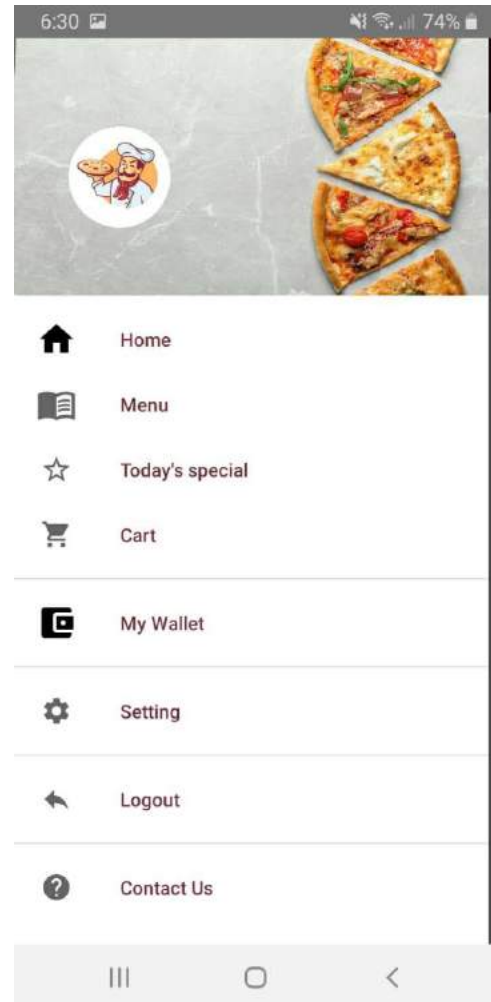 6:30 74%
Home
Menu
Today's special
Cart
My Wallet
Setting
Logout
Contact Us